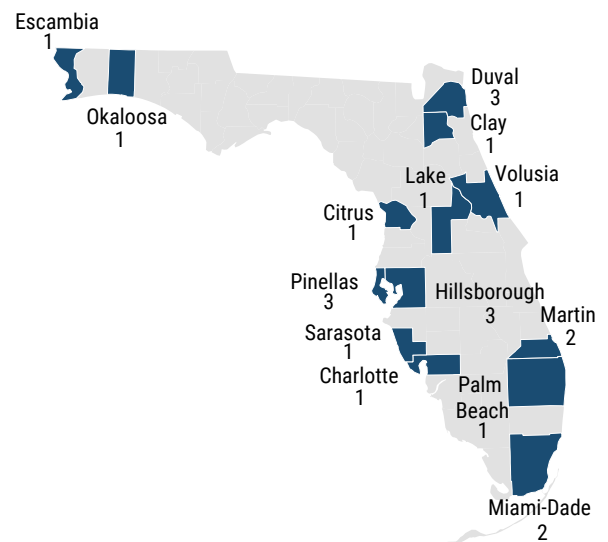 Escambia
1
Okaloosa
1
Duval
3
Clay
1
Lake
1
Volusia
1
Citrus
1
Pinellas
3
Hillsborough
3
Martin
2
Sarasota
1
Charlotte
1
Palm
Beach
1
Miami-Dade
2